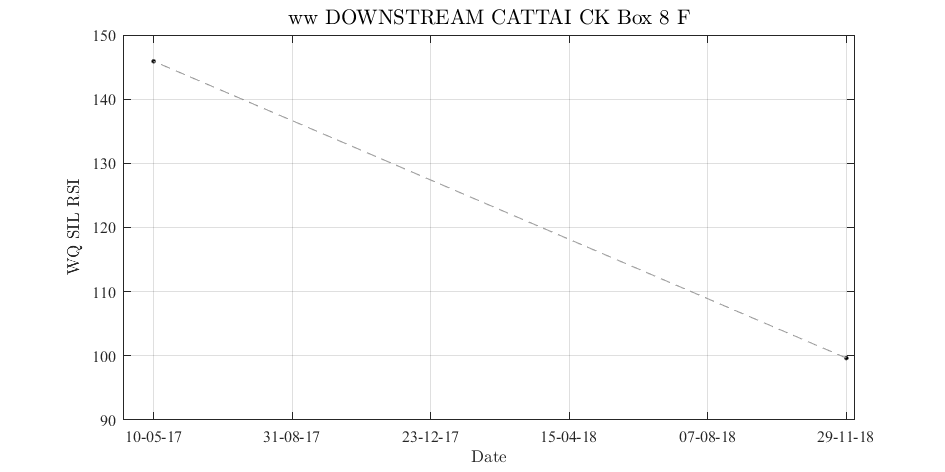 ww DOWNSTREAM CATTAI CK Box 8 F
150
140
130
120
110
100
90
WQ SIL RSI
10-05-17 31-08-17 23-12-17 15-04-18 07-08-18 29-11-18
Date